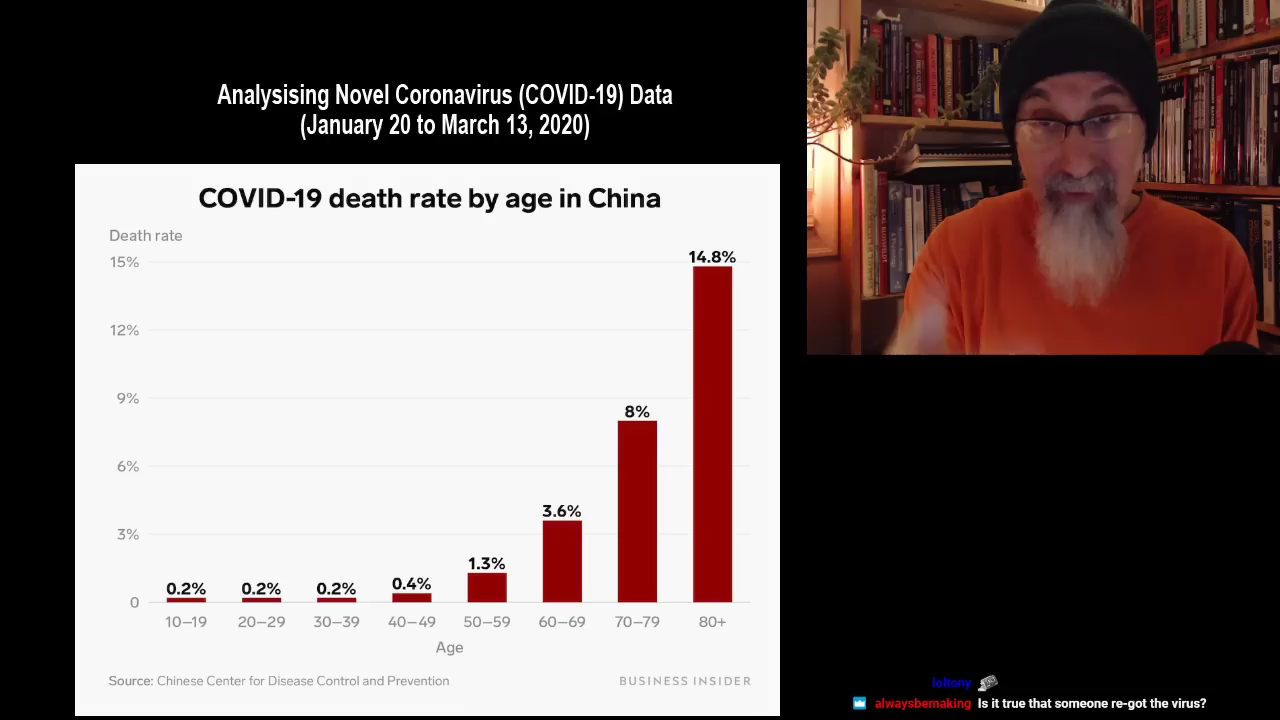 Analysising Novel Coronavirus (COVID-19) Data
(January 20 to March 13, 2020)
COVID-19 death rate by age in China
Death rate
15%
12%
9%
6%
3%
0
0.2%
0.2%
0.2%
0.4%
1.3%
3.6%
8%
14.8%
10–19
20–29
30–39
40–49
50–59
60–69
70–79
80+
Age
Source: Chinese Center for Disease Control and Prevention
BUSINESS INSIDER
loltony
alwaysbemaking Is it true that someone re-got the virus?